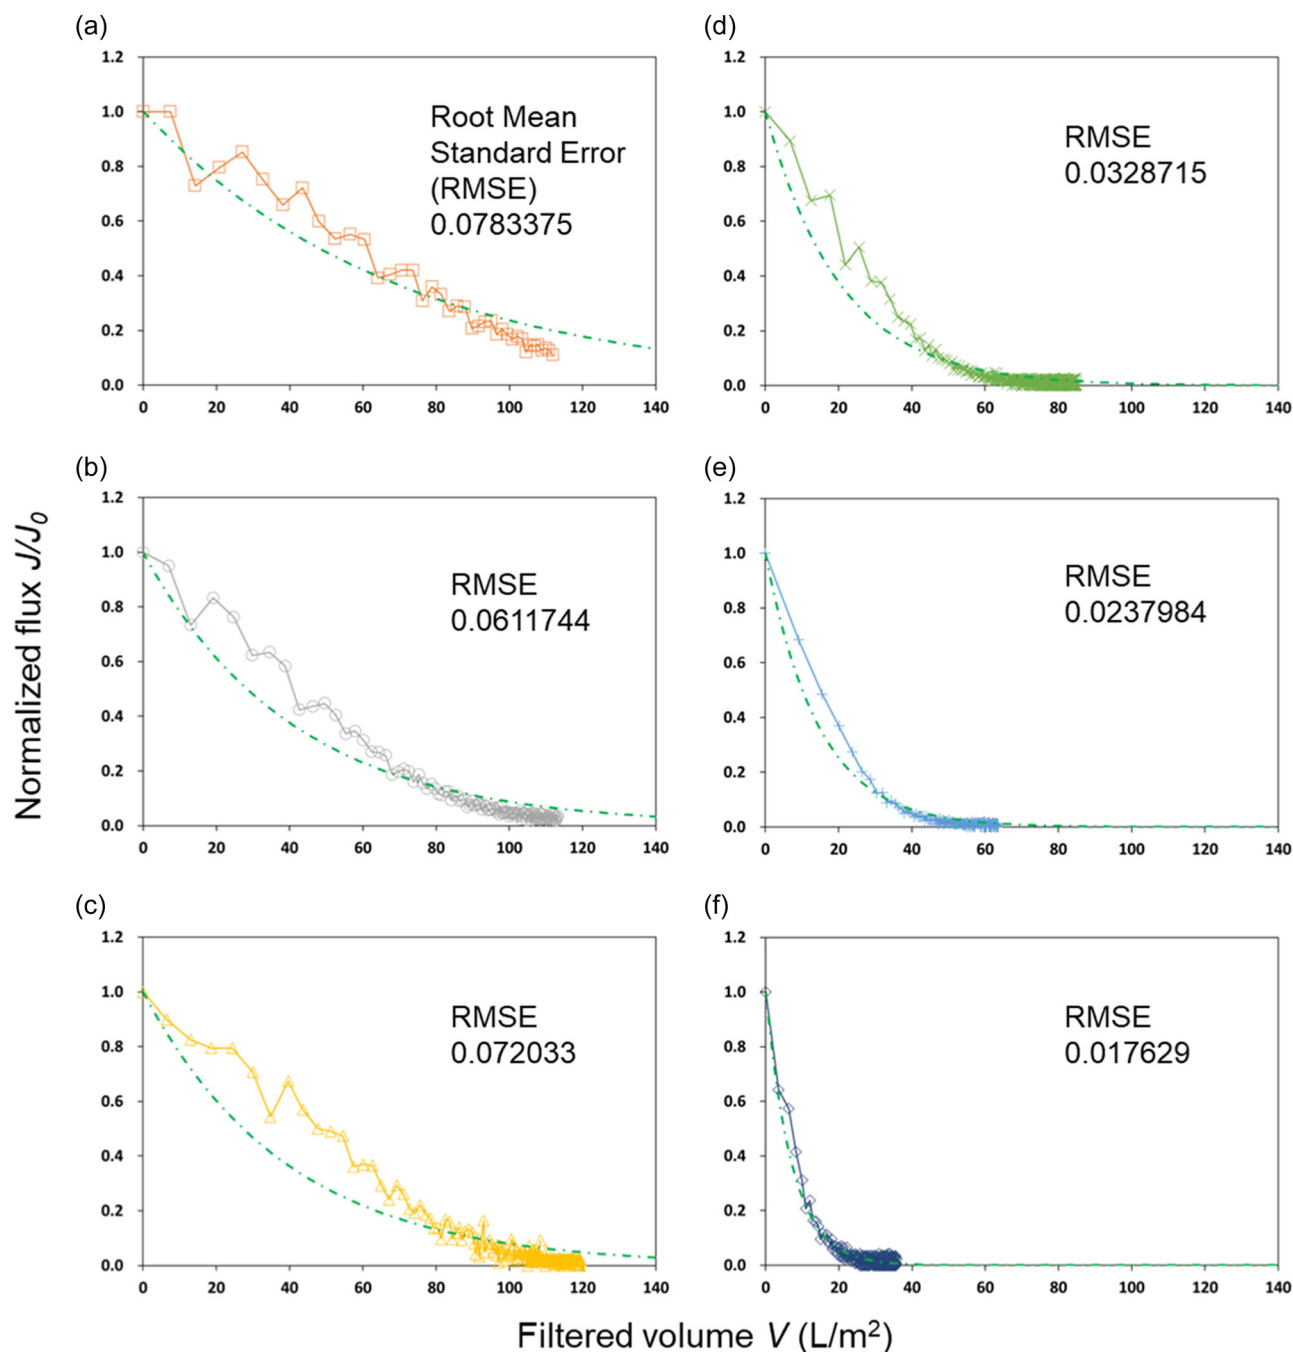 (a)
1.2
1.0
0.8
0.6
0.4
0.2
0.0
0 20 40 60 80 100 120 140
Root Mean
Standard Error
(RMSE)
0.0783375
(d)
1.2
1.0
0.8
0.6
0.4
0.2
0.0
0 20 40 60 80 100 120 140
RMSE
0.0328715
(b)
1.2
1.0
0.8
0.6
0.4
0.2
0.0
0 20 40 60 80 100 120 140
RMSE
0.0611744
(e)
1.2
1.0
0.8
0.6
0.4
0.2
0.0
0 20 40 60 80 100 120 140
RMSE
0.0237984
(c)
1.2
1.0
0.8
0.6
0.4
0.2
0.0
0 20 40 60 80 100 120 140
RMSE
0.072033
(f)
1.2
1.0
0.8
0.6
0.4
0.2
0.0
0 20 40 60 80 100 120 140
RMSE
0.017629
Normalized flux J/J₀
Filtered volume V (L/m²)